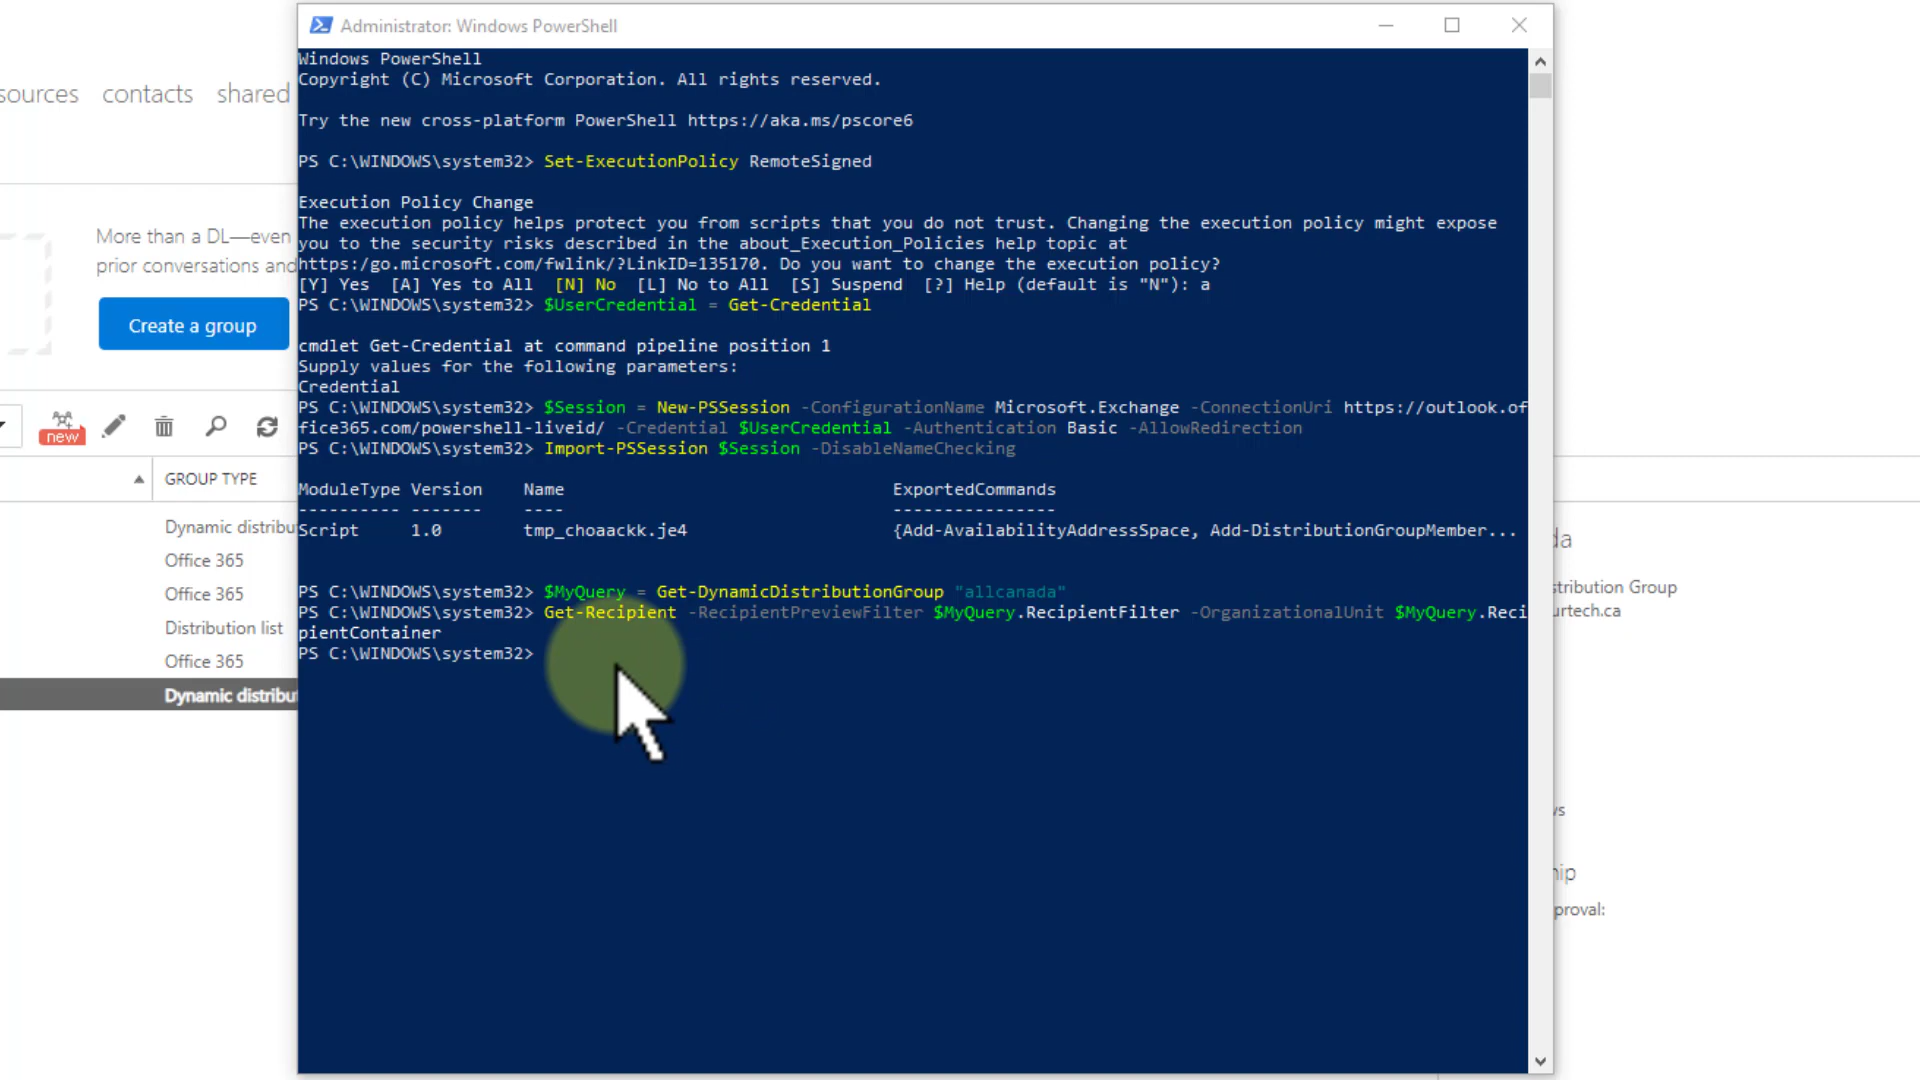 Administrator: Windows PowerShell
Windows PowerShell
Copyright (C) Microsoft Corporation. All rights reserved.
Try the new cross-platform PowerShell https://aka.ms/pscore6
PS C:\WINDOWS\system32> Set-ExecutionPolicy RemoteSigned
Execution Policy Change
The execution policy helps protect you from scripts that you do not trust. Changing the execution policy might expose
you to the security risks described in the about_Execution_Policies help topic at
https:/go.microsoft.com/fwlink/?LinkID=135170. Do you want to change the execution policy?
[Y] Yes  [A] Yes to All  [N] No  [L] No to All  [S] Suspend  [?] Help (default is "N"): a
PS C:\WINDOWS\system32> $UserCredential = Get-Credential
cmdlet Get-Credential at command pipeline position 1
Supply values for the following parameters:
Credential
PS C:\WINDOWS\system32> $Session = New-PSSession -ConfigurationName Microsoft.Exchange -ConnectionUri https://outlook.of
fice365.com/powershell-liveid/ -Credential $UserCredential -Authentication Basic -AllowRedirection
PS C:\WINDOWS\system32> Import-PSSession $Session -DisableNameChecking
ModuleType Version    Name    ExportedCommands
---------- -------    ----    ----------------
Script     1.0        tmp_choaackk.je4    {Add-AvailabilityAddressSpace, Add-DistributionGroupMember...
PS C:\WINDOWS\system32> $MyQuery = Get-DynamicDistributionGroup "allcanada"
PS C:\WINDOWS\system32> Get-Recipient -RecipientPreviewFilter $MyQuery.RecipientFilter -OrganizationalUnit $MyQuery.Reci
pientContainer
PS C:\WINDOWS\system32>
sources contacts shared
More than a DL—even
prior conversations and
Create a group
new
GROUP TYPE
Dynamic distribu
Office 365
Office 365
Distribution list
Office 365
Dynamic distribu
da
stribution Group
urtech.ca
ws
hip
proval: